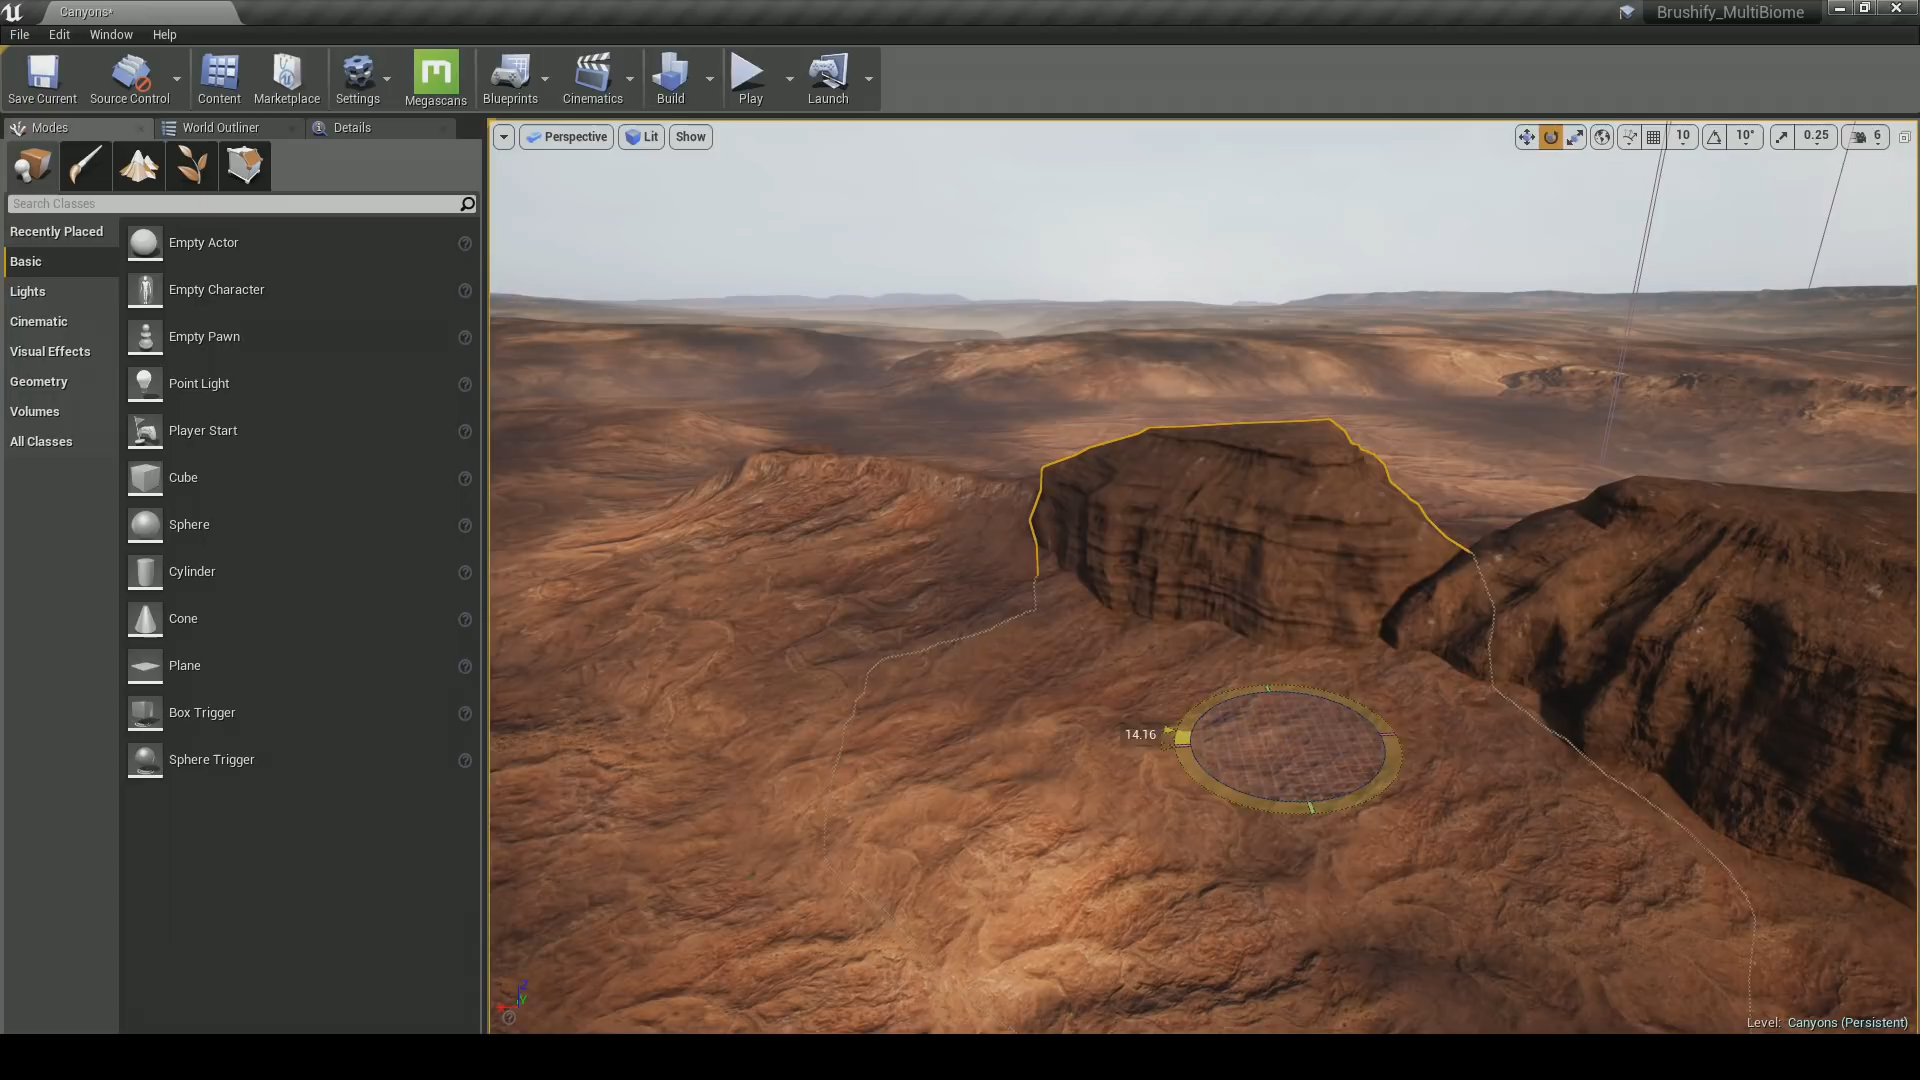 Canyons*
Brushify_MultiBiome
File Edit Window Help
Save Current Source Control Content Marketplace Settings Megascans Blueprints Cinematics Build Play Launch
Modes World Outliner Details
Perspective Lit Show
10 10° 0.25 6
Search Classes
Recently Placed
Basic
Lights
Cinematic
Visual Effects
Geometry
Volumes
All Classes
Empty Actor
Empty Character
Empty Pawn
Point Light
Player Start
Cube
Sphere
Cylinder
Cone
Plane
Box Trigger
Sphere Trigger
14.16
Z
Y
Level: Canyons (Persistent)